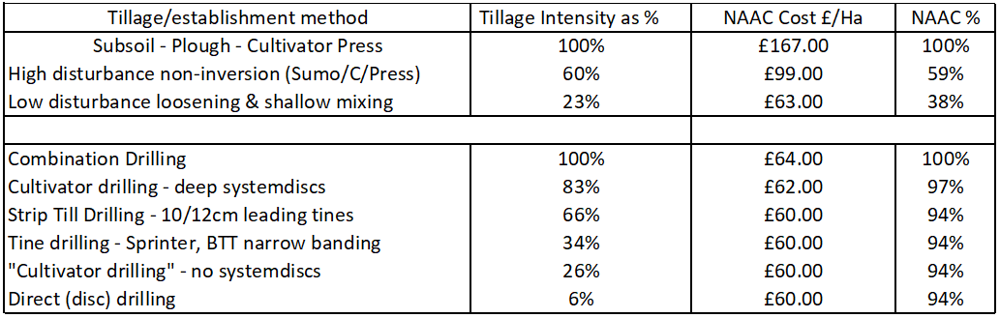 Tillage/establishment method Tillage Intensity as % NAAC Cost £/Ha NAAC %
Subsoil - Plough - Cultivator Press 100% £167.00 100%
High disturbance non-inversion (Sumo/C/Press) 60% £99.00 59%
Low disturbance loosening & shallow mixing 23% £63.00 38%
Combination Drilling 100% £64.00 100%
Cultivator drilling - deep systemdiscs 83% £62.00 97%
Strip Till Drilling - 10/12cm leading tines 66% £60.00 94%
Tine drilling - Sprinter, BTT narrow banding 34% £60.00 94%
"Cultivator drilling" - no systemdiscs 26% £60.00 94%
Direct (disc) drilling 6% £60.00 94%